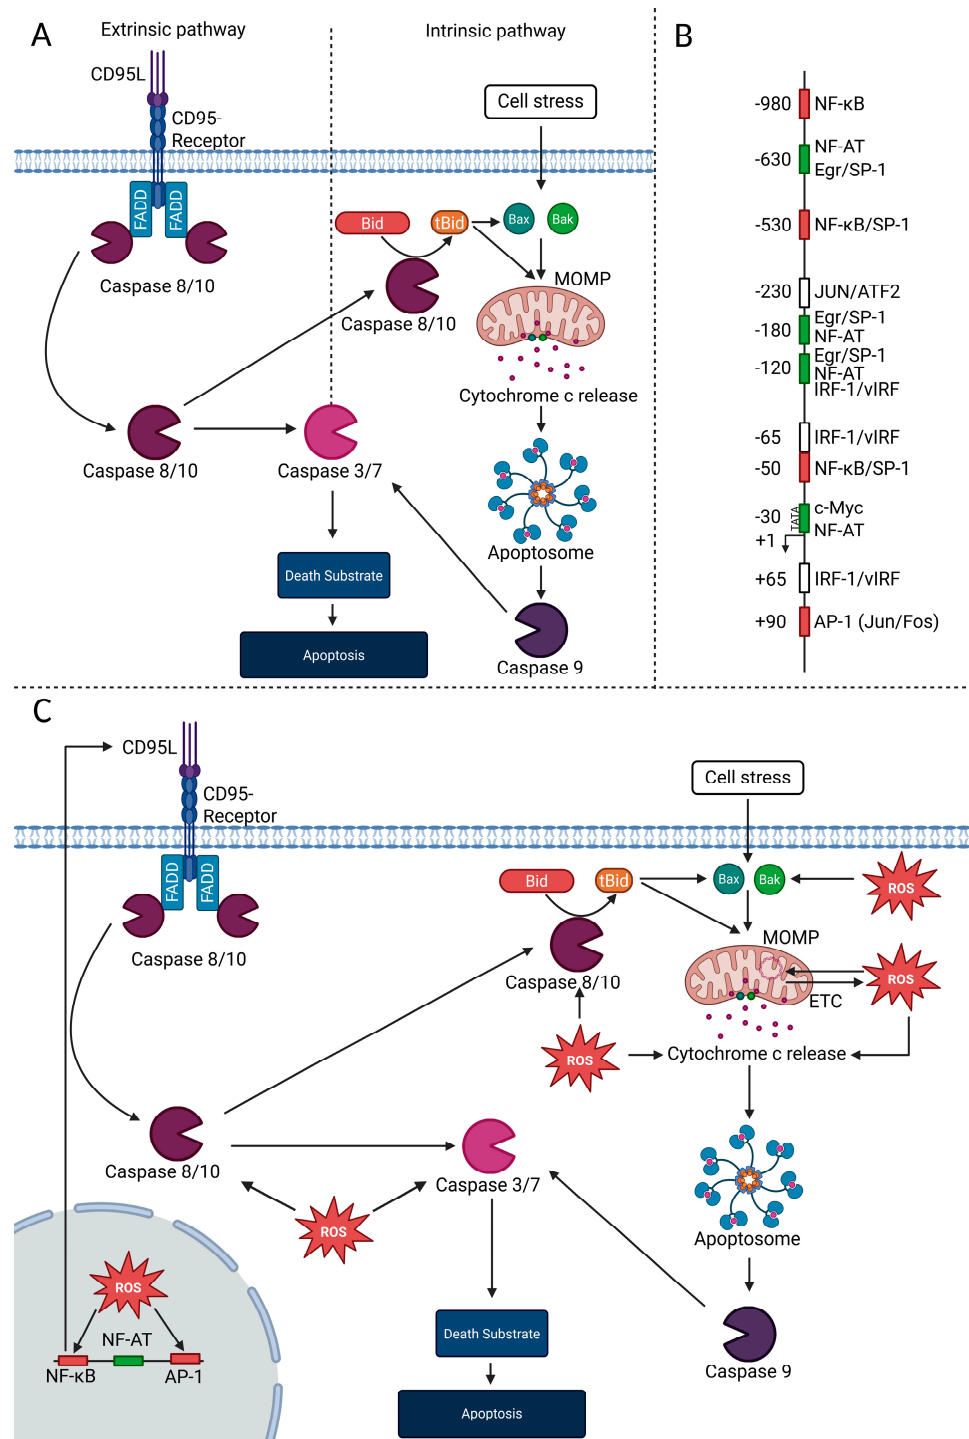 A
Extrinsic pathway
Intrinsic pathway
CD95L
CD95-
Receptor
Cell stress
FADD
FADD
Caspase 8/10
Bid
tBid
Bax
Bak
MOMP
Caspase 8/10
Cytochrome c release
Caspase 8/10
Caspase 3/7
Apoptosome
Death Substrate
Apoptosis
Caspase 9
B
-980 NF-κB
NF-AT
-630
Egr/SP-1
-530 NF-κB/SP-1
-230 JUN/ATF2
Egr/SP-1
-180
NF-AT
Egr/SP-1
-120
NF-AT
IRF-1/vIRF
-65 IRF-1/vIRF
-50 NF-κB/SP-1
c-Myc
-30
TATA
NF-AT
+1
+65 IRF-1/vIRF
+90 AP-1 (Jun/Fos)
C
CD95L
CD95-
Receptor
Cell stress
FADD
FADD
Caspase 8/10
Bid
tBid
Bax
Bak
ROS
MOMP
Caspase 8/10
ROS
ETC
ROS
Cytochrome c release
Caspase 8/10
Caspase 3/7
ROS
Apoptosome
ROS
NF-AT
NF-κB
AP-1
Death Substrate
Caspase 9
Apoptosis